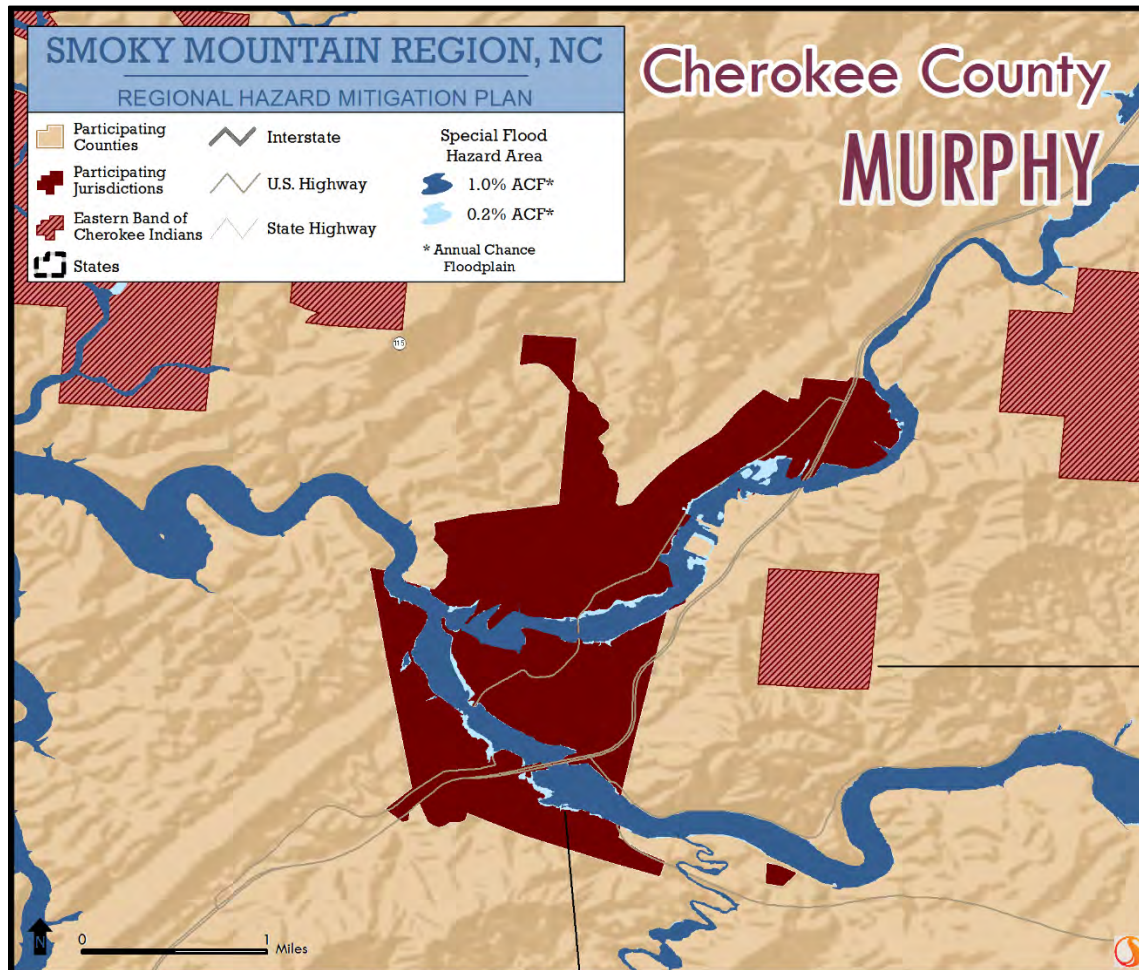 SMOKY MOUNTAIN REGION, NC
REGIONAL HAZARD MITIGATION PLAN
Participating
Counties
Participating
Jurisdictions
Eastern Band of
Cherokee Indians
States
Interstate
U.S. Highway
State Highway
Special Flood
Hazard Area
1.0% ACF*
0.2% ACF*
* Annual Chance
Floodplain
Cherokee County
MURPHY
115
N
0 1
Miles